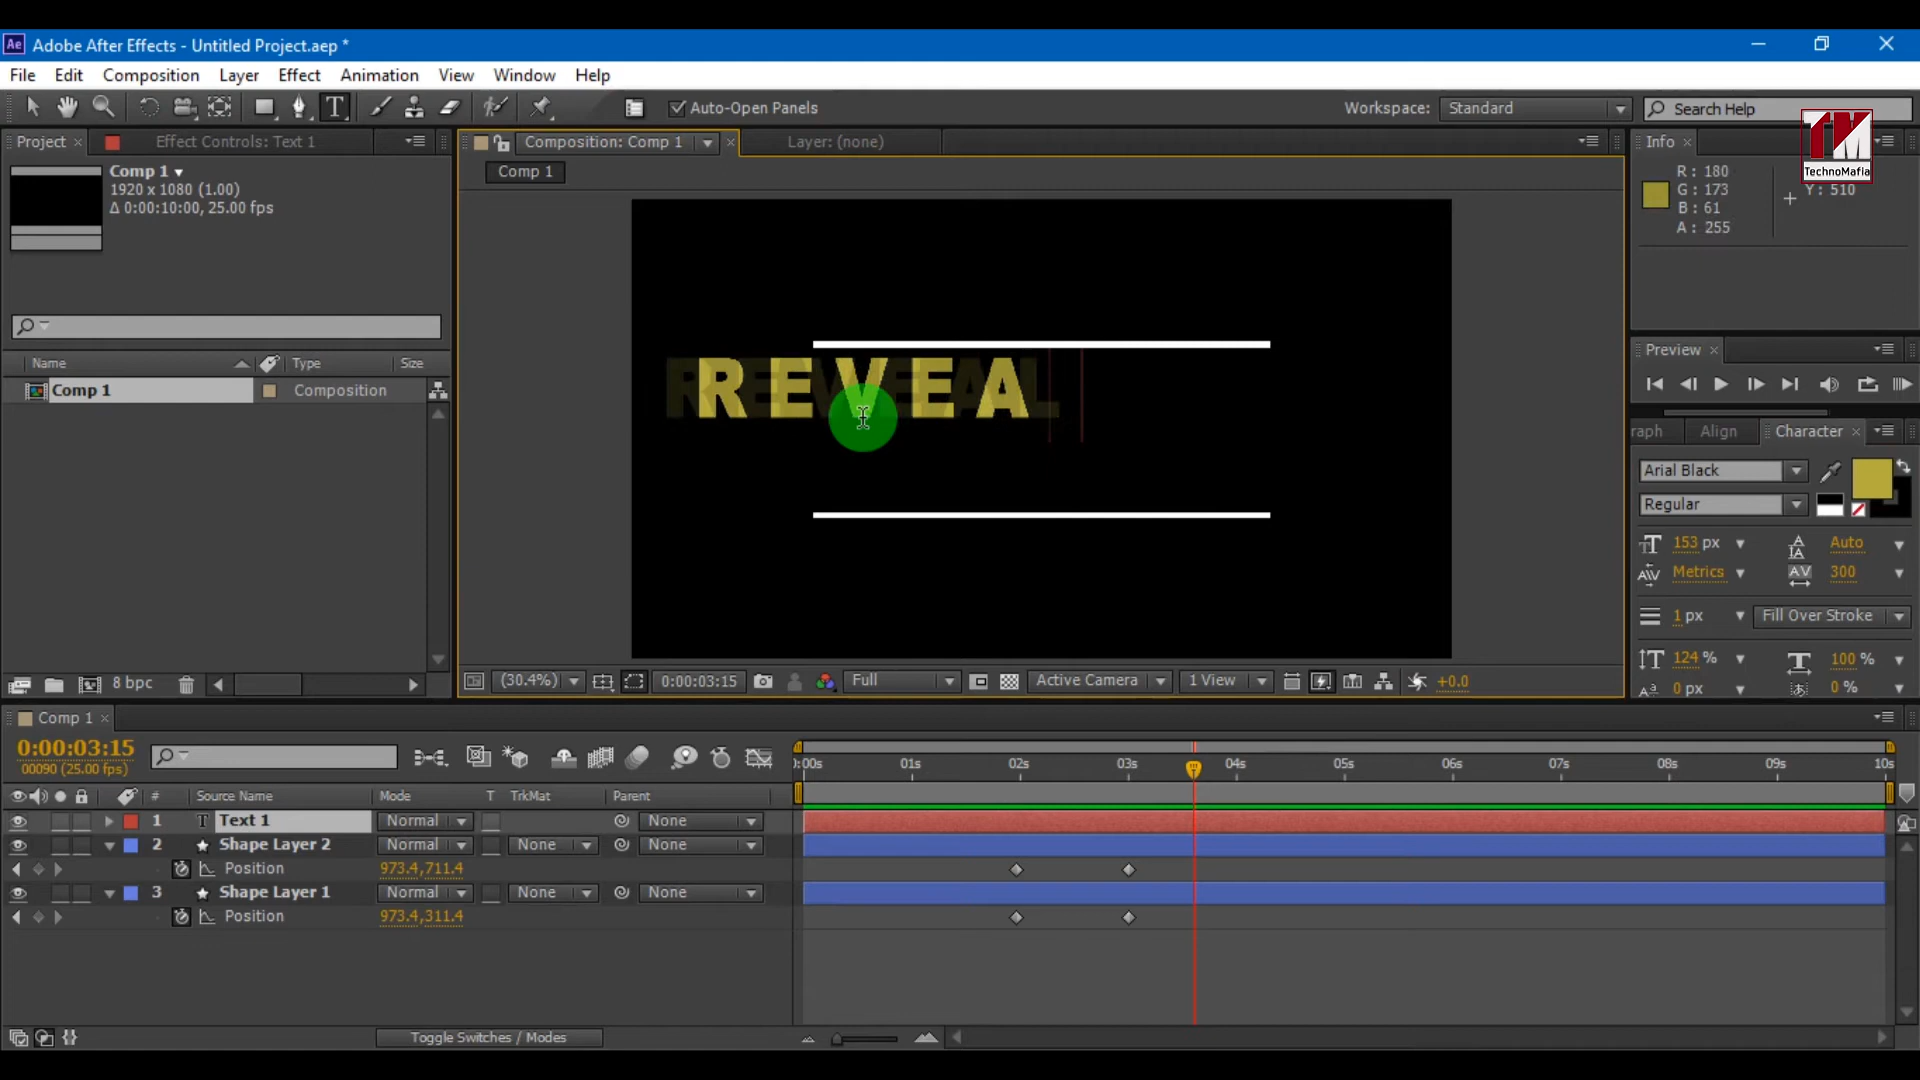 Ae Adobe After Effects - Untitled Project.aep *
File Edit Composition Layer Effect Animation View Window Help
T Auto-Open Panels Workspace: Standard Search Help
Project Effect Controls: Text 1 Composition: Comp 1 Layer: (none) Info
TM
TechnoMafia
Comp 1
1920 x 1080 (1.00)
Δ 0:00:10:00, 25.00 fps
Comp 1
R: 180
G: 173
B: 61
A: 255
Y: 510
REVEAL
Preview
Name Type Size
Comp 1 Composition
raph Align Character
Arial Black
Regular
153 px Auto
Metrics 300
1 px Fill Over Stroke
124 % 100 %
0 px 0 %
8 bpc
(30.4%) 0:00:03:15 Full Active Camera 1 View +0.0
Comp 1
0:00:03:15
00090 (25.00 fps)
:00s 01s 02s 03s 04s 05s 06s 07s 08s 09s 10s
# Source Name Mode T TrkMat Parent
1 T Text 1 Normal None
2 Shape Layer 2 Normal None None
Position 973.4,711.4
3 Shape Layer 1 Normal None None
Position 973.4,311.4
Toggle Switches / Modes